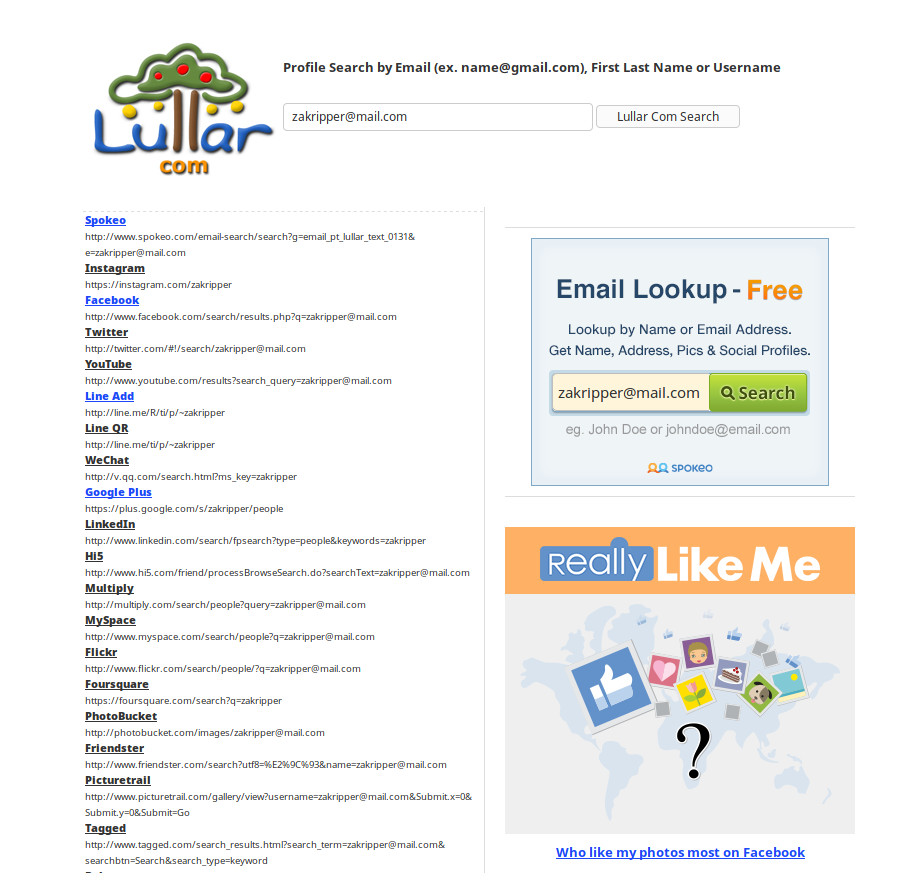 Lullar
com
Profile Search by Email (ex. name@gmail.com), First Last Name or Username
zakripper@mail.com
Lullar Com Search
Spokeo
http://www.spokeo.com/email-search/search?g=email_pt_lullar_text_0131&
e=zakripper@mail.com
Instagram
https://instagram.com/zakripper
Facebook
http://www.facebook.com/search/results.php?q=zakripper@mail.com
Twitter
http://twitter.com/#!/search/zakripper@mail.com
YouTube
http://www.youtube.com/results?search_query=zakripper@mail.com
Line Add
http://line.me/R/ti/p/~zakripper
Line QR
http://line.me/ti/p/~zakripper
WeChat
http://v.qq.com/search.html?ms_key=zakripper
Google Plus
https://plus.google.com/s/zakripper/people
LinkedIn
http://www.linkedin.com/search/fpsearch?type=people&keywords=zakripper
Hi5
http://www.hi5.com/friend/processBrowseSearch.do?searchText=zakripper@mail.com
Multiply
http://multiply.com/search/people?query=zakripper@mail.com
MySpace
http://www.myspace.com/search/people?q=zakripper@mail.com
Flickr
http://www.flickr.com/search/people/?q=zakripper@mail.com
Foursquare
https://foursquare.com/search?q=zakripper
PhotoBucket
http://photobucket.com/images/zakripper@mail.com
Friendster
http://www.friendster.com/search?utf8=%E2%9C%93&name=zakripper@mail.com
Picturetrail
http://www.picturetrail.com/gallery/view?username=zakripper@mail.com&Submit.x=0&
Submit.y=0&Submit=Go
Tagged
http://www.tagged.com/search_results.html?search_term=zakripper@mail.com&
searchbtn=Search&search_type=keyword
Email Lookup - Free
Lookup by Name or Email Address.
Get Name, Address, Pics & Social Profiles.
zakripper@mail.com
Search
eg. John Doe or johndoe@email.com
SPOKEO
Really Like Me
?
Who like my photos most on Facebook